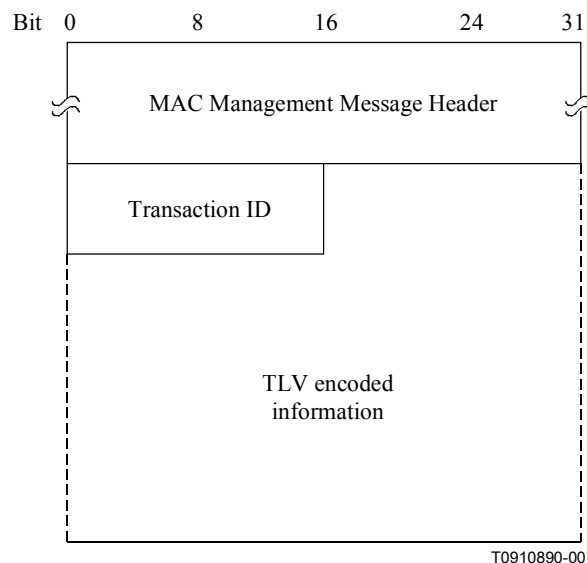 Bit 0 8 16 24 31
MAC Management Message Header
Transaction ID
TLV encoded
information
T0910890-00